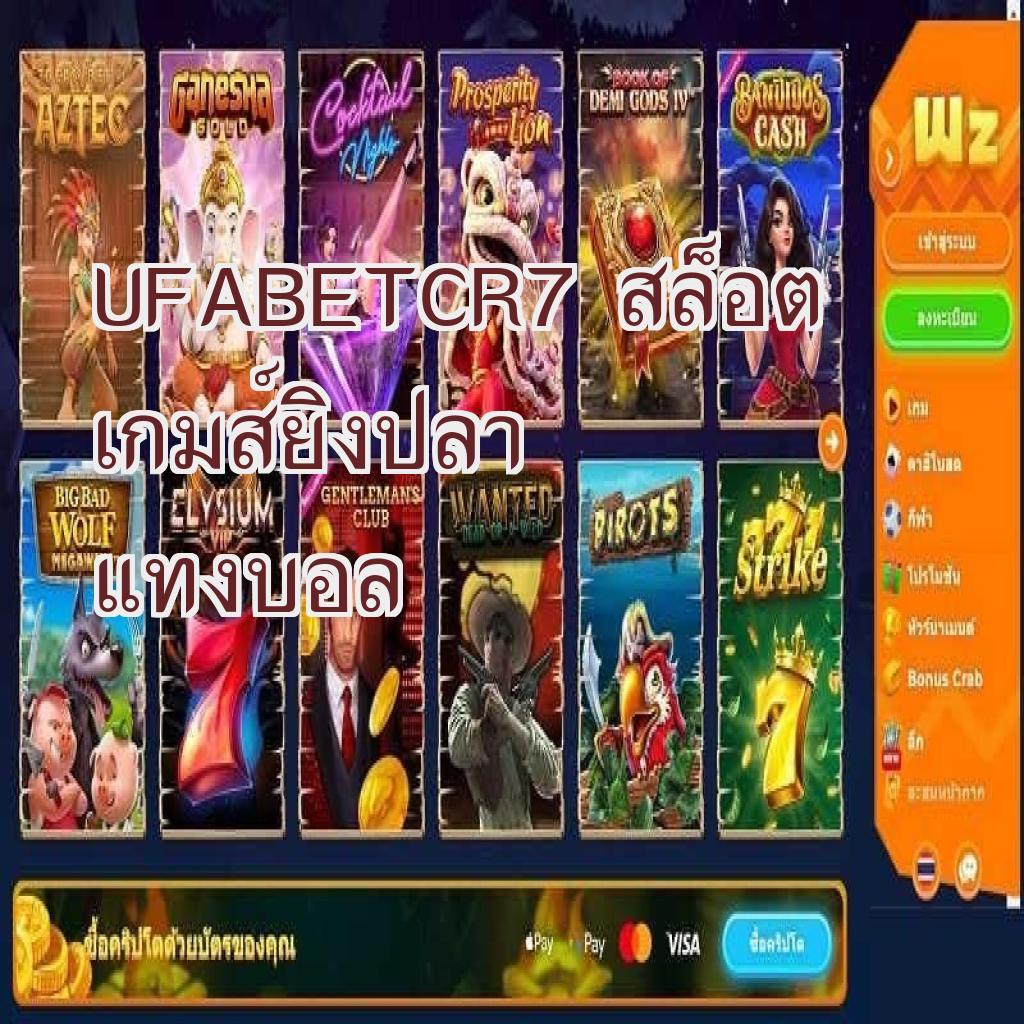 TREASURES OF
AZTEC
Ganesha
GOLD
Cocktail
Nights
Prosperity
Lion
BOOK OF
DEMI GODS IV
BANDIDOS
CASH
Wz
เข้าสู่ระบบ
ลงทะเบียน
UFABETCR7 สล็อต
เกมส์ยิงปลา
แทงบอล
เกม
คาสิโนสด
กีฬา
โปรโมชั่น
ทัวร์นาเมนต์
Bonus Crab
ลีก
สะสมหน้ากาก
BIG BAD
WOLF
MEGAWAYS
ELYSIUM
VIP
GENTLEMAN'S
CLUB
WANTED
DEAD OR A WILD
PIROTS
777
Strike
ซื้อคริปโตด้วยบัตรของคุณ
Pay
Pay
VISA
ซื้อคริปโต